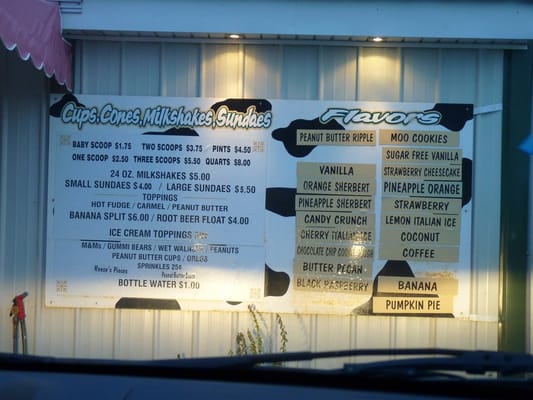 Cups, Cones, Milkshakes, Sundaes
BABY SCOOP $1.75 TWO SCOOPS $3.75 PINTS $4.50
ONE SCOOP $2.50 THREE SCOOPS $5.50 QUARTS $8.00
24 OZ. MILKSHAKES $5.00
SMALL SUNDAES $4.00 / LARGE SUNDAES $5.50
TOPPINGS
HOT FUDGE / CARMEL / PEANUT BUTTER
BANANA SPLIT $6.00 / ROOT BEER FLOAT $4.00
ICE CREAM TOPPINGS
M&Ms / GUMMI BEARS / WET WALNUTS / PEANUTS
PEANUT BUTTER CUPS / OREOS
Reese's Pieces SPRINKLES 25¢
Peanut Butter Sauce
BOTTLE WATER $1.00
Flavors
PEANUT BUTTER RIPPLE
VANILLA
ORANGE SHERBERT
PINEAPPLE SHERBERT
CANDY CRUNCH
CHERRY ITALIAN ICE
CHOCOLATE CHIP COOKIE DOUGH
BUTTER PECAN
BLACK RASPBERRY
MOO COOKIES
SUGAR FREE VANILLA
STRAWBERRY CHEESECAKE
PINEAPPLE ORANGE
STRAWBERRY
LEMON ITALIAN ICE
COCONUT
COFFEE
BANANA
PUMPKIN PIE